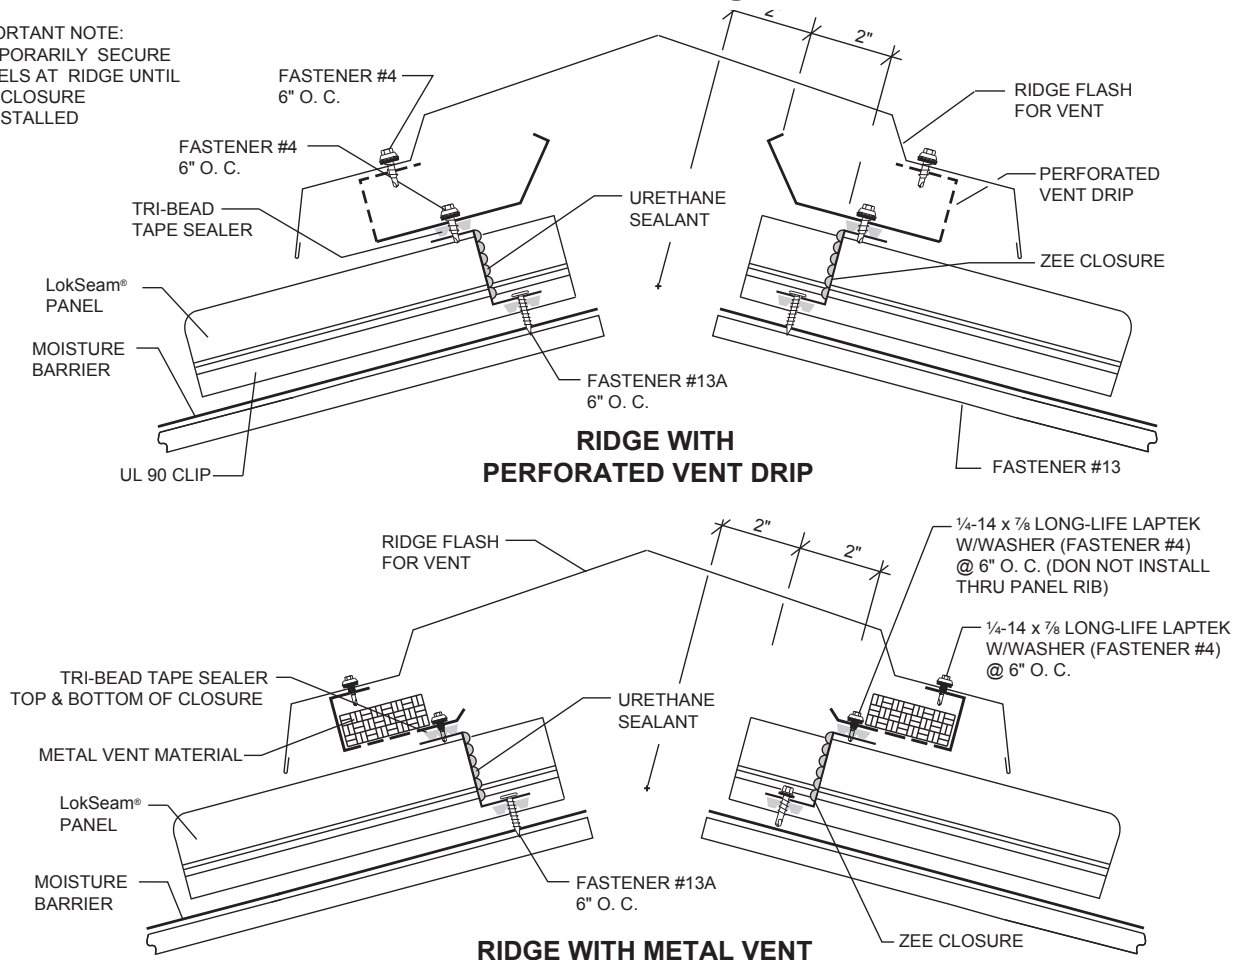 ORTANT NOTE:
PORARILY SECURE
ELS AT RIDGE UNTIL
CLOSURE
STALLED
FASTENER #4
6" O. C.
FASTENER #4
6" O. C.
TRI-BEAD
TAPE SEALER
LokSeam®
PANEL
MOISTURE
BARRIER
UL 90 CLIP
URETHANE
SEALANT
FASTENER #13A
6" O. C.
2"
2"
RIDGE FLASH
FOR VENT
PERFORATED
VENT DRIP
ZEE CLOSURE
FASTENER #13
RIDGE WITH
PERFORATED VENT DRIP
RIDGE FLASH
FOR VENT
2"
2"
¼-14 x ⅞ LONG-LIFE LAPTEK
W/WASHER (FASTENER #4)
@ 6" O. C. (DON NOT INSTALL
THRU PANEL RIB)
¼-14 x ⅞ LONG-LIFE LAPTEK
W/WASHER (FASTENER #4)
@ 6" O. C.
TRI-BEAD TAPE SEALER
TOP & BOTTOM OF CLOSURE
METAL VENT MATERIAL
LokSeam®
PANEL
MOISTURE
BARRIER
URETHANE
SEALANT
FASTENER #13A
6" O. C.
ZEE CLOSURE
RIDGE WITH METAL VENT